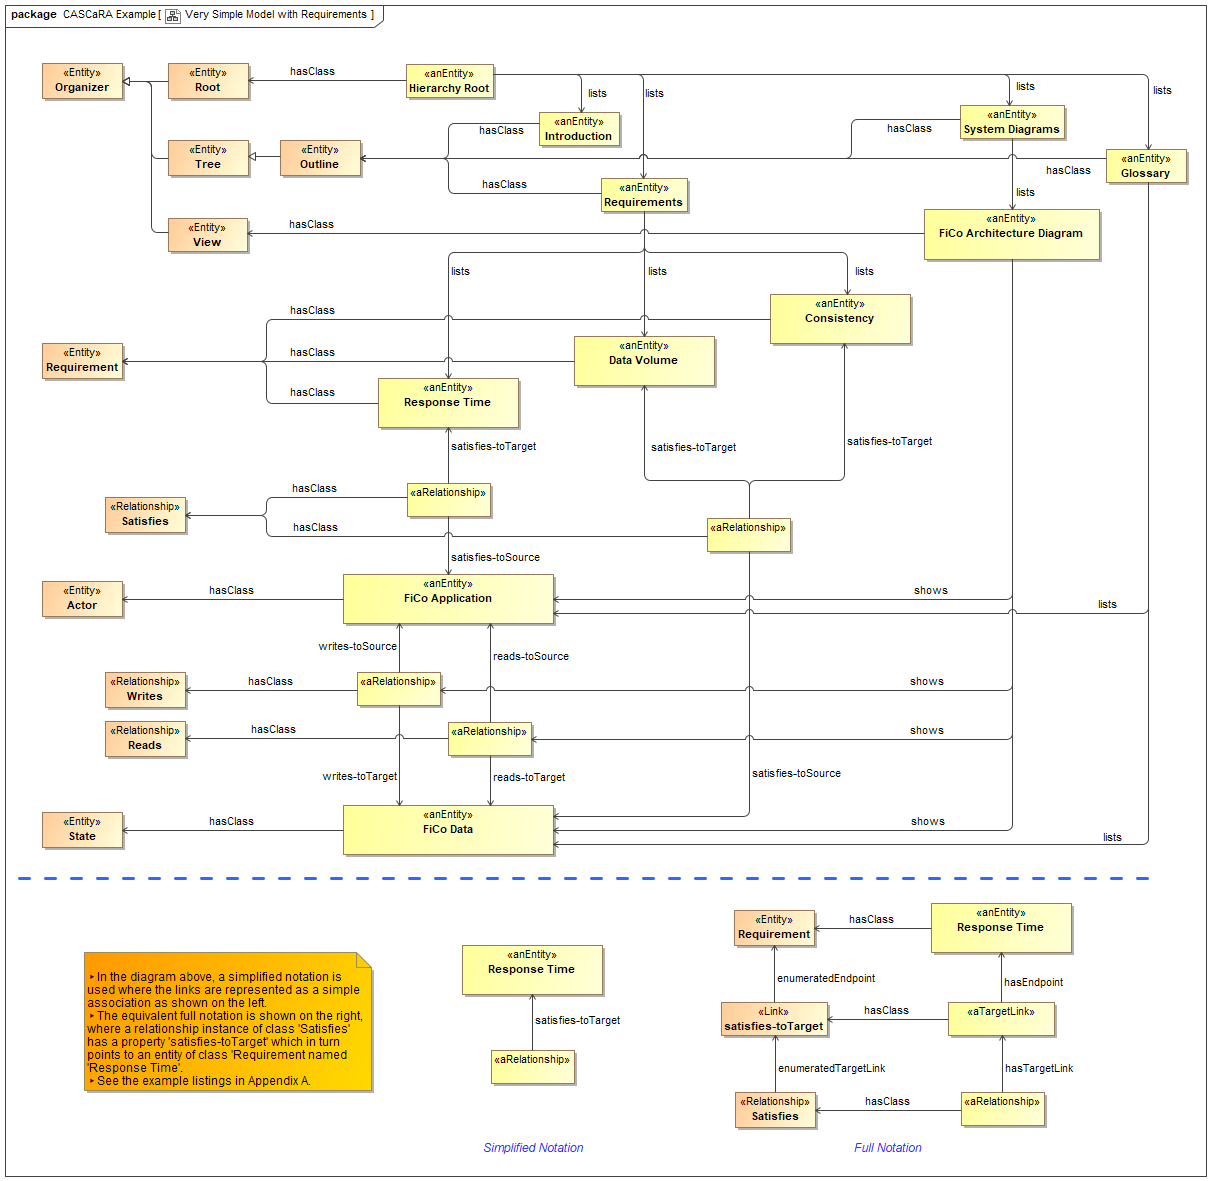 package CASCaRA Example [ Very Simple Model with Requirements ]
«Entity»
Organizer
«Entity»
Root
hasClass
«anEntity»
Hierarchy Root
lists
lists
lists
lists
«anEntity»
Introduction
hasClass
«anEntity»
System Diagrams
hasClass
«Entity»
Tree
«Entity»
Outline
hasClass
«anEntity»
Glossary
hasClass
«anEntity»
Requirements
lists
«Entity»
View
hasClass
«anEntity»
FiCo Architecture Diagram
lists
lists
lists
«anEntity»
Consistency
hasClass
«Entity»
Requirement
hasClass
«anEntity»
Data Volume
hasClass
«anEntity»
Response Time
satisfies-toTarget
satisfies-toTarget
satisfies-toTarget
«Relationship»
Satisfies
hasClass
«aRelationship»
hasClass
«aRelationship»
satisfies-toSource
«Entity»
Actor
hasClass
«anEntity»
FiCo Application
shows
lists
writes-toSource
reads-toSource
«Relationship»
Writes
hasClass
«aRelationship»
shows
«Relationship»
Reads
hasClass
«aRelationship»
shows
writes-toTarget
reads-toTarget
satisfies-toSource
«Entity»
State
hasClass
«anEntity»
FiCo Data
shows
lists
‣ In the diagram above, a simplified notation is
used where the links are represented as a simple
association as shown on the left.
‣ The equivalent full notation is shown on the right,
where a relationship instance of class 'Satisfies'
has a property 'satisfies-toTarget' which in turn
points to an entity of class 'Requirement named
'Response Time'.
‣ See the example listings in Appendix A.
«anEntity»
Response Time
satisfies-toTarget
«aRelationship»
Simplified Notation
«Entity»
Requirement
hasClass
«anEntity»
Response Time
enumeratedEndpoint
hasEndpoint
«Link»
satisfies-toTarget
hasClass
«aTargetLink»
enumeratedTargetLink
hasTargetLink
«Relationship»
Satisfies
hasClass
«aRelationship»
Full Notation